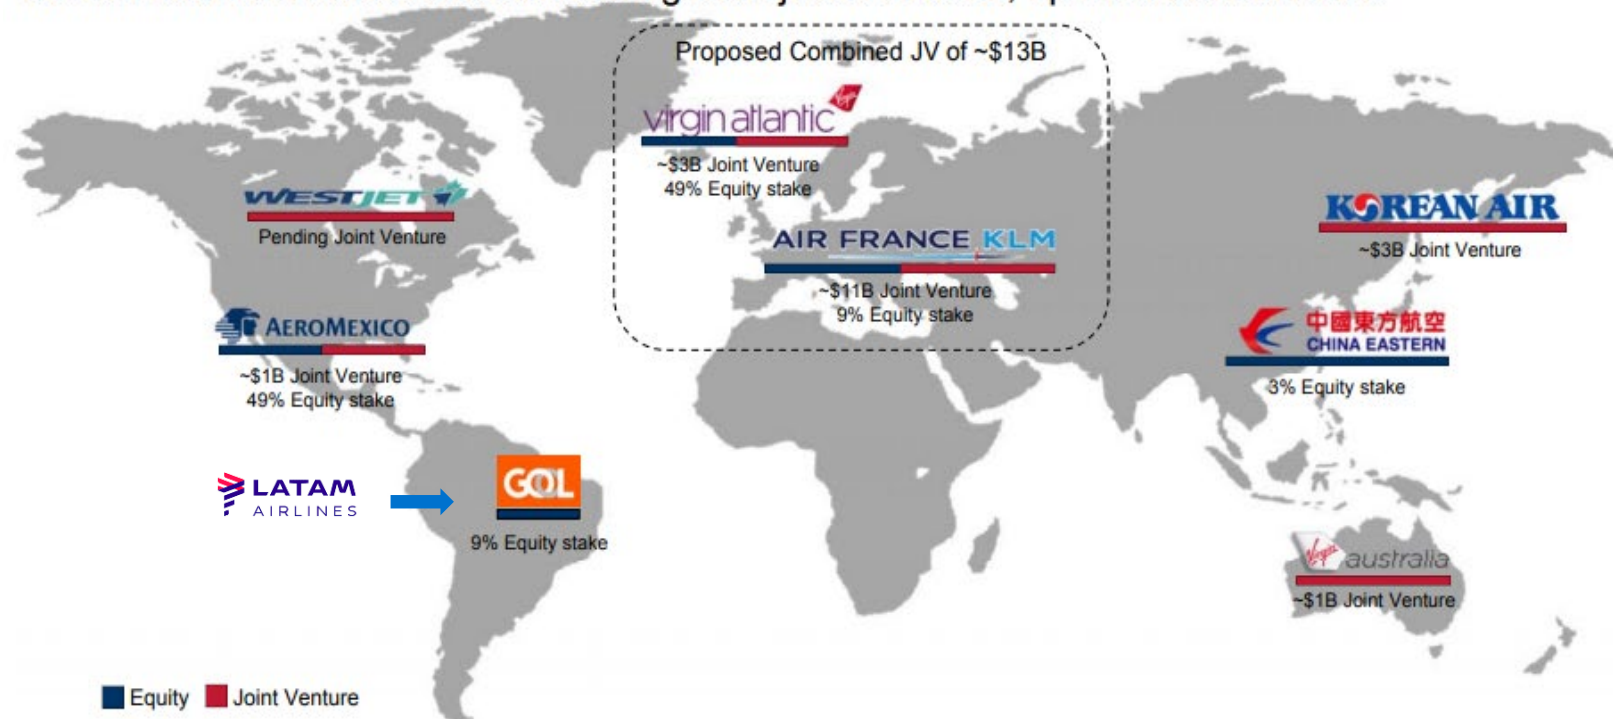 Proposed Combined JV of ~$13B
virgin atlantic
Virgin
~$3B Joint Venture
49% Equity stake
WESTJET
Pending Joint Venture
AIR FRANCE KLM
~$11B Joint Venture
9% Equity stake
KOREAN AIR
~$3B Joint Venture
AEROMEXICO
~$1B Joint Venture
49% Equity stake
中國東方航空
CHINA EASTERN
3% Equity stake
LATAM
AIRLINES
GOL
9% Equity stake
Virgin australia
~$1B Joint Venture
Equity
Joint Venture